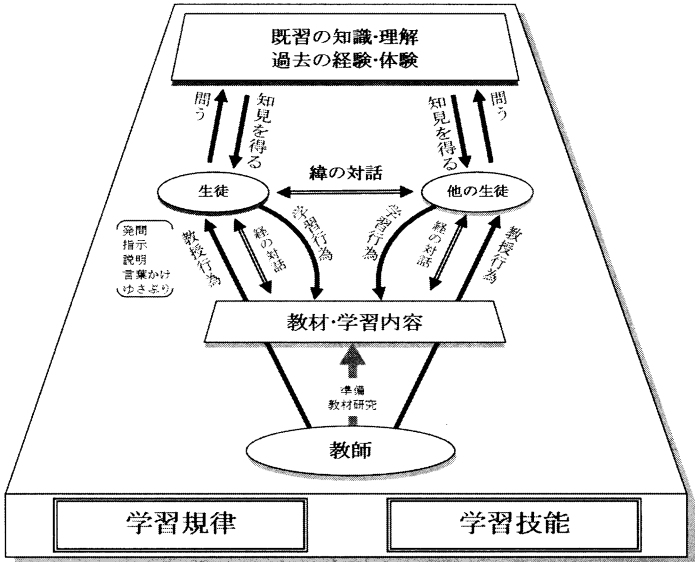 既習の知識・理解
過去の経験・体験
問う
知見を得る
知見を得る
問う
生徒
緯の対話
他の生徒
発問
指示
説明
言葉かけ
ゆさぶり
教授行為
経の対話
学習行為
学習行為
経の対話
教授行為
教材・学習内容
準備
教材研究
教師
学習規律
学習技能